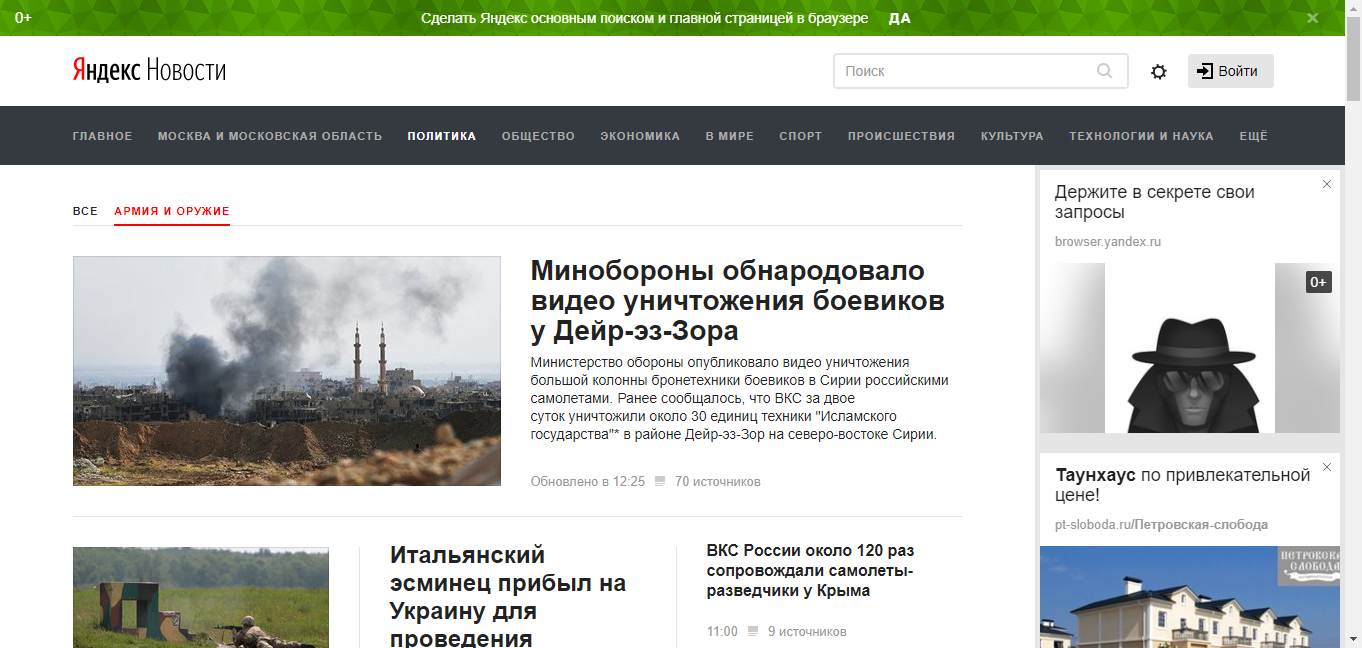 0+
Сделать Яндекс основным поиском и главной страницей в браузере ДА
Яндекс Новости
Поиск
Войти
ГЛАВНОЕ МОСКВА И МОСКОВСКАЯ ОБЛАСТЬ ПОЛИТИКА ОБЩЕСТВО ЭКОНОМИКА В МИРЕ СПОРТ ПРОИСШЕСТВИЯ КУЛЬТУРА ТЕХНОЛОГИИ И НАУКА ЕЩЁ
ВСЕ АРМИЯ И ОРУЖИЕ
Минобороны обнародовало
видео уничтожения боевиков
у Дейр-эз-Зора
Министерство обороны опубликовало видео уничтожения
большой колонны бронетехники боевиков в Сирии российскими
самолетами. Ранее сообщалось, что ВКС за двое
суток уничтожили около 30 единиц техники "Исламского
государства"* в районе Дейр-эз-Зор на северо-востоке Сирии.
Обновлено в 12:25 70 источников
Итальянский
эсминец прибыл на
Украину для
проведения
ВКС России около 120 раз
сопровождали самолеты-
разведчики у Крыма
11:00 9 источников
Держите в секрете свои
запросы
browser.yandex.ru
0+
Таунхаус по привлекательной
цене!
pt-sloboda.ru/Петровская-слобода
ПЕТРОВСКА
СЛОБОДА